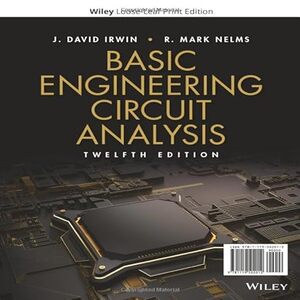 Wiley Loose-Leaf Print Edition
J. DAVID IRWIN • R. MARK NELMS
BASIC
ENGINEERING
CIRCUIT
ANALYSIS
TWELFTH EDITION
WILEY